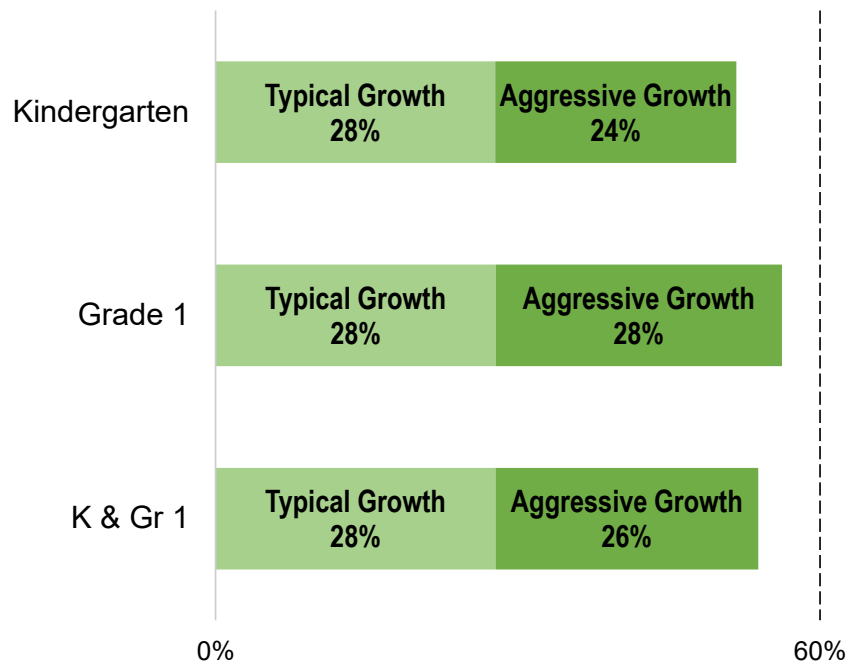 Kindergarten
Typical Growth
28%
Aggressive Growth
24%
Grade 1
Typical Growth
28%
Aggressive Growth
28%
K & Gr 1
Typical Growth
28%
Aggressive Growth
26%
0%
60%